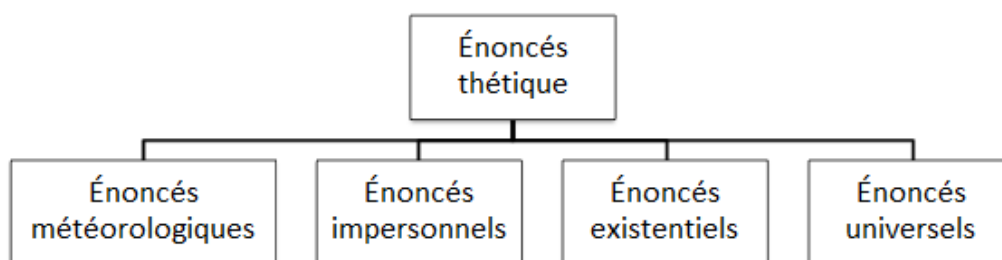 Énoncés
thétique
Énoncés
météorologiques
Énoncés
impersonnels
Énoncés
existentiels
Énoncés
universels